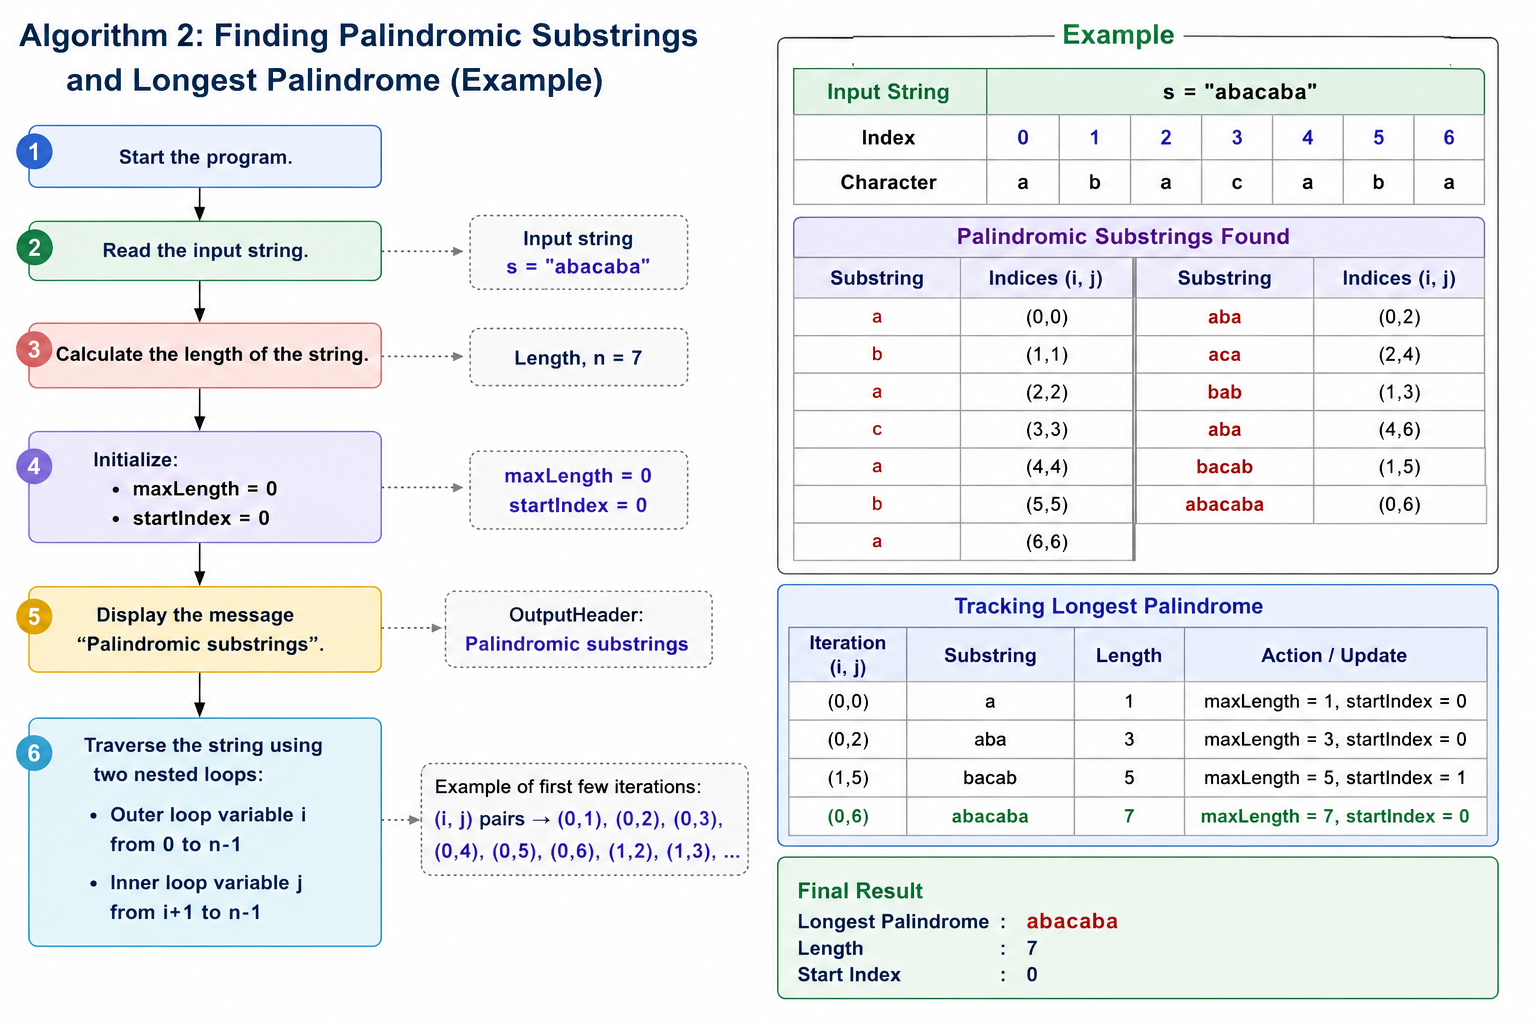 Algorithm 2: Finding Palindromic Substrings
and Longest Palindrome (Example)
1
Start the program.
2
Read the input string.
Input string
s = "abacaba"
3
Calculate the length of the string.
Length, n = 7
4
Initialize:
• maxLength = 0
• startIndex = 0
maxLength = 0
startIndex = 0
5
Display the message
“Palindromic substrings”.
OutputHeader:
Palindromic substrings
6
Traverse the string using
two nested loops:
• Outer loop variable i
from 0 to n-1
• Inner loop variable j
from i+1 to n-1
Example of first few iterations:
(i, j) pairs → (0,1), (0,2), (0,3),
(0,4), (0,5), (0,6), (1,2), (1,3), ...
Example
Input String s = "abacaba"
Index 0 1 2 3 4 5 6
Character a b a c a b a
Palindromic Substrings Found
Substring Indices (i, j) Substring Indices (i, j)
a (0,0) aba (0,2)
b (1,1) aca (2,4)
a (2,2) bab (1,3)
c (3,3) aba (4,6)
a (4,4) bacab (1,5)
b (5,5) abacaba (0,6)
a (6,6)
Tracking Longest Palindrome
Iteration
(i, j) Substring Length Action / Update
(0,0) a 1 maxLength = 1, startIndex = 0
(0,2) aba 3 maxLength = 3, startIndex = 0
(1,5) bacab 5 maxLength = 5, startIndex = 1
(0,6) abacaba 7 maxLength = 7, startIndex = 0
Final Result
Longest Palindrome : abacaba
Length : 7
Start Index : 0